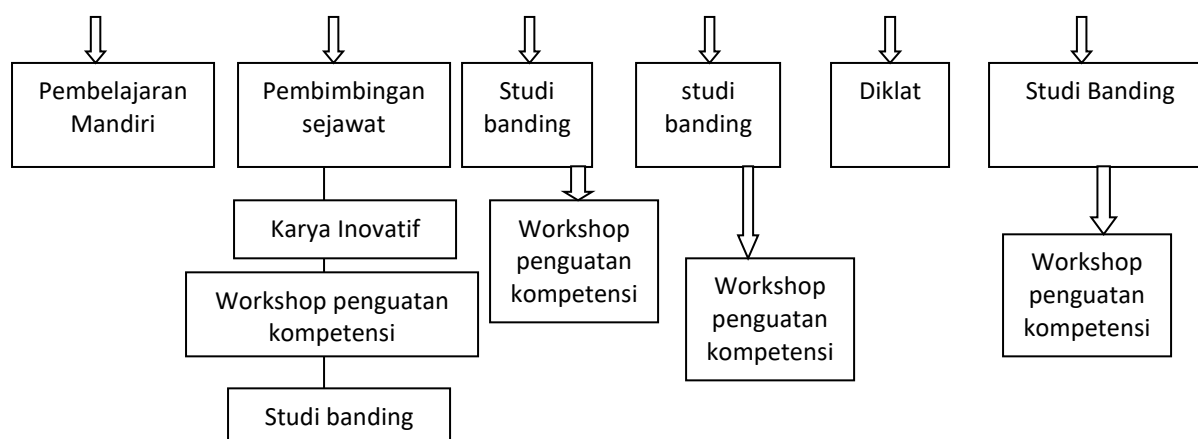 Pembelajaran
Mandiri
Pembimbingan
sejawat
Studi
banding
studi
banding
Diklat
Studi Banding
Karya Inovatif
Workshop penguatan
kompetensi
Studi banding
Workshop
penguatan
kompetensi
Workshop
penguatan
kompetensi
Workshop
penguatan
kompetensi